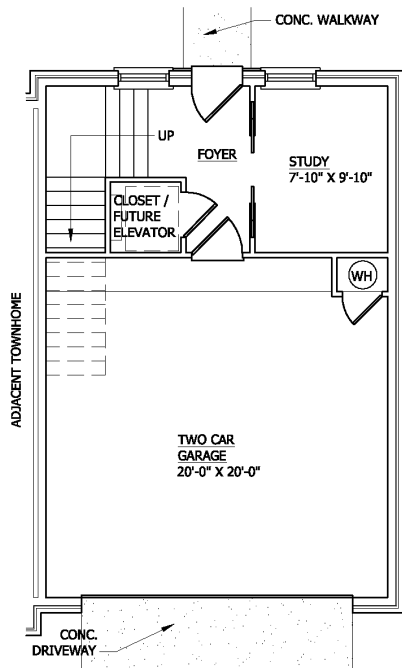 CONC. WALKWAY
UP
FOYER
STUDY
7'-10" X 9'-10"
CLOSET /
FUTURE
ELEVATOR
WH
ADJACENT TOWNHOME
TWO CAR
GARAGE
20'-0" X 20'-0"
CONC.
DRIVEWAY